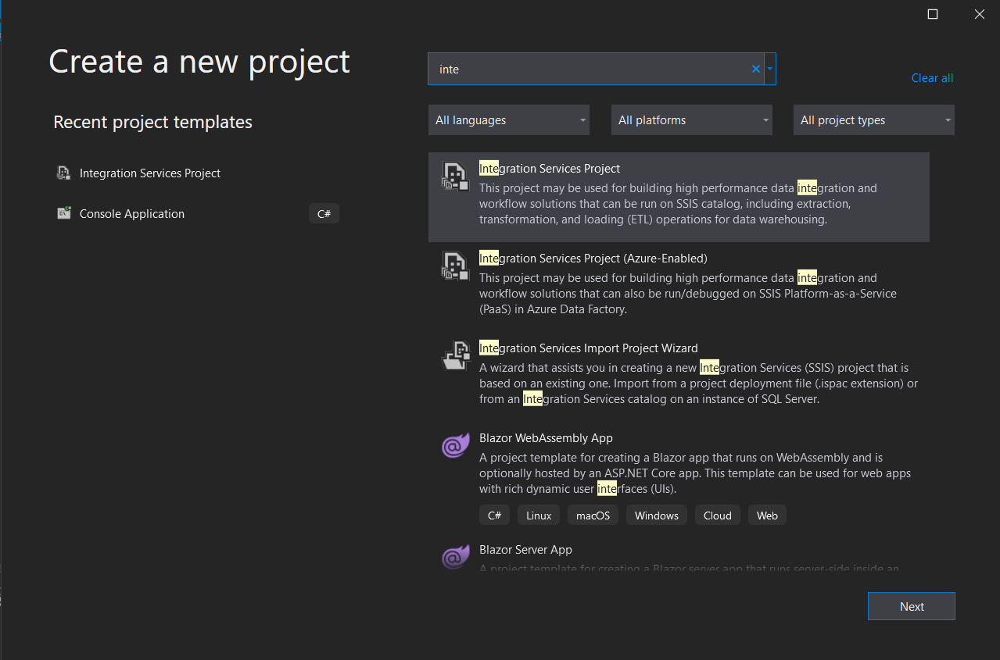 Create a new project
inte
Clear all
Recent project templates
All languages
All platforms
All project types
Integration Services Project
Console Application
C#
Integration Services Project
This project may be used for building high performance data integration and
workflow solutions that can be run on SSIS catalog, including extraction,
transformation, and loading (ETL) operations for data warehousing.
Integration Services Project (Azure-Enabled)
This project may be used for building high performance data integration and
workflow solutions that can also be run/debugged on SSIS Platform-as-a-Service
(PaaS) in Azure Data Factory.
Integration Services Import Project Wizard
A wizard that assists you in creating a new Integration Services (SSIS) project that is
based on an existing one. Import from a project deployment file (.ispac extension) or
from an Integration Services catalog on an instance of SQL Server.
Blazor WebAssembly App
A project template for creating a Blazor app that runs on WebAssembly and is
optionally hosted by an ASP.NET Core app. This template can be used for web apps
with rich dynamic user interfaces (UIs).
C#
Linux
macOS
Windows
Cloud
Web
Blazor Server App
A project template for creating a Blazor server app that runs server-side inside an
Next